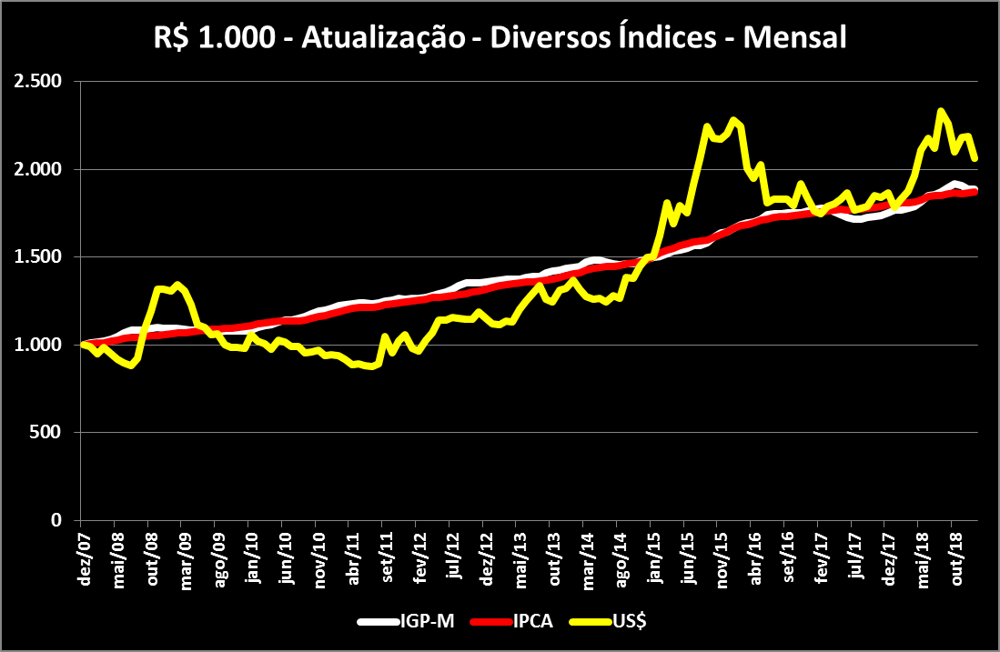 R$ 1.000 - Atualização - Diversos Índices - Mensal
2.500
2.000
1.500
1.000
500
0
dez/07
mai/08
out/08
mar/09
ago/09
jan/10
jun/10
nov/10
abr/11
set/11
fev/12
jul/12
dez/12
mai/13
out/13
mar/14
ago/14
jan/15
jun/15
nov/15
abr/16
set/16
fev/17
jul/17
dez/17
mai/18
out/18
IGP-M IPCA US$